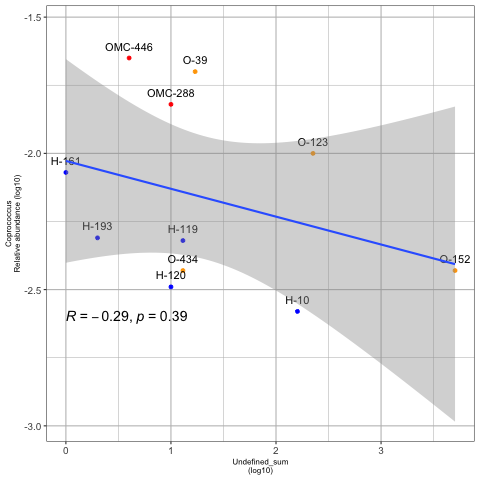 -1.5
OMC-446
O-39
OMC-288
O-123
-2.0
H-161
H-193
H-119
O-434
O-152
H-120
-2.5
H-10
R = – 0.29, p = 0.39
-3.0
0
1
2
3
Undefined_sum
(log10)
Coprococcus
Relative abundance (log10)